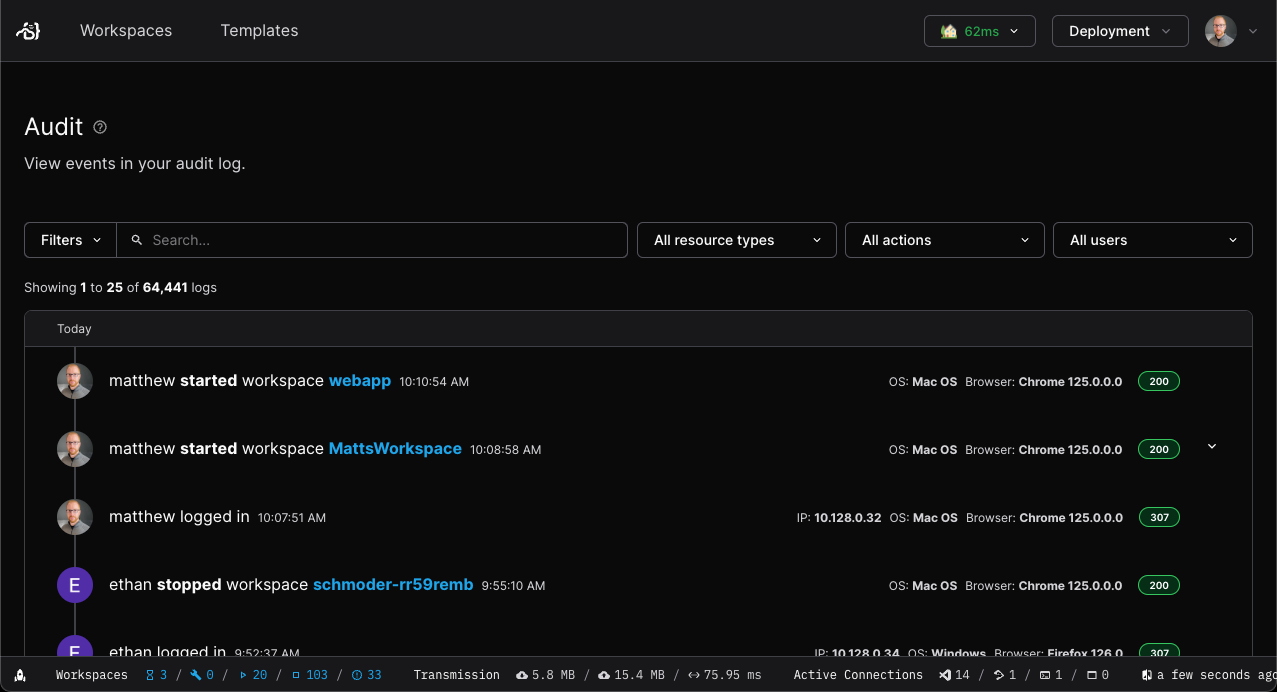 Workspaces Templates 62ms Deployment
Audit
View events in your audit log.
Filters Search... All resource types All actions All users
Showing 1 to 25 of 64,441 logs
Today
matthew started workspace webapp 10:10:54 AM OS: Mac OS Browser: Chrome 125.0.0.0 200
matthew started workspace MattsWorkspace 10:08:58 AM OS: Mac OS Browser: Chrome 125.0.0.0 200
matthew logged in 10:07:51 AM IP: 10.128.0.32 OS: Mac OS Browser: Chrome 125.0.0.0 307
E ethan stopped workspace schmoder-rr59remb 9:55:10 AM OS: Mac OS Browser: Chrome 125.0.0.0 200
E ethan logged in 9:52:37 AM IP: 10.128.0.34 OS: Windows Browser: Firefox 126.0 307
Workspaces 3 / 0 / 20 / 103 / 33 Transmission 5.8 MB / 15.4 MB / 75.95 ms Active Connections 14 / 1 / 1 / 0 a few seconds ago